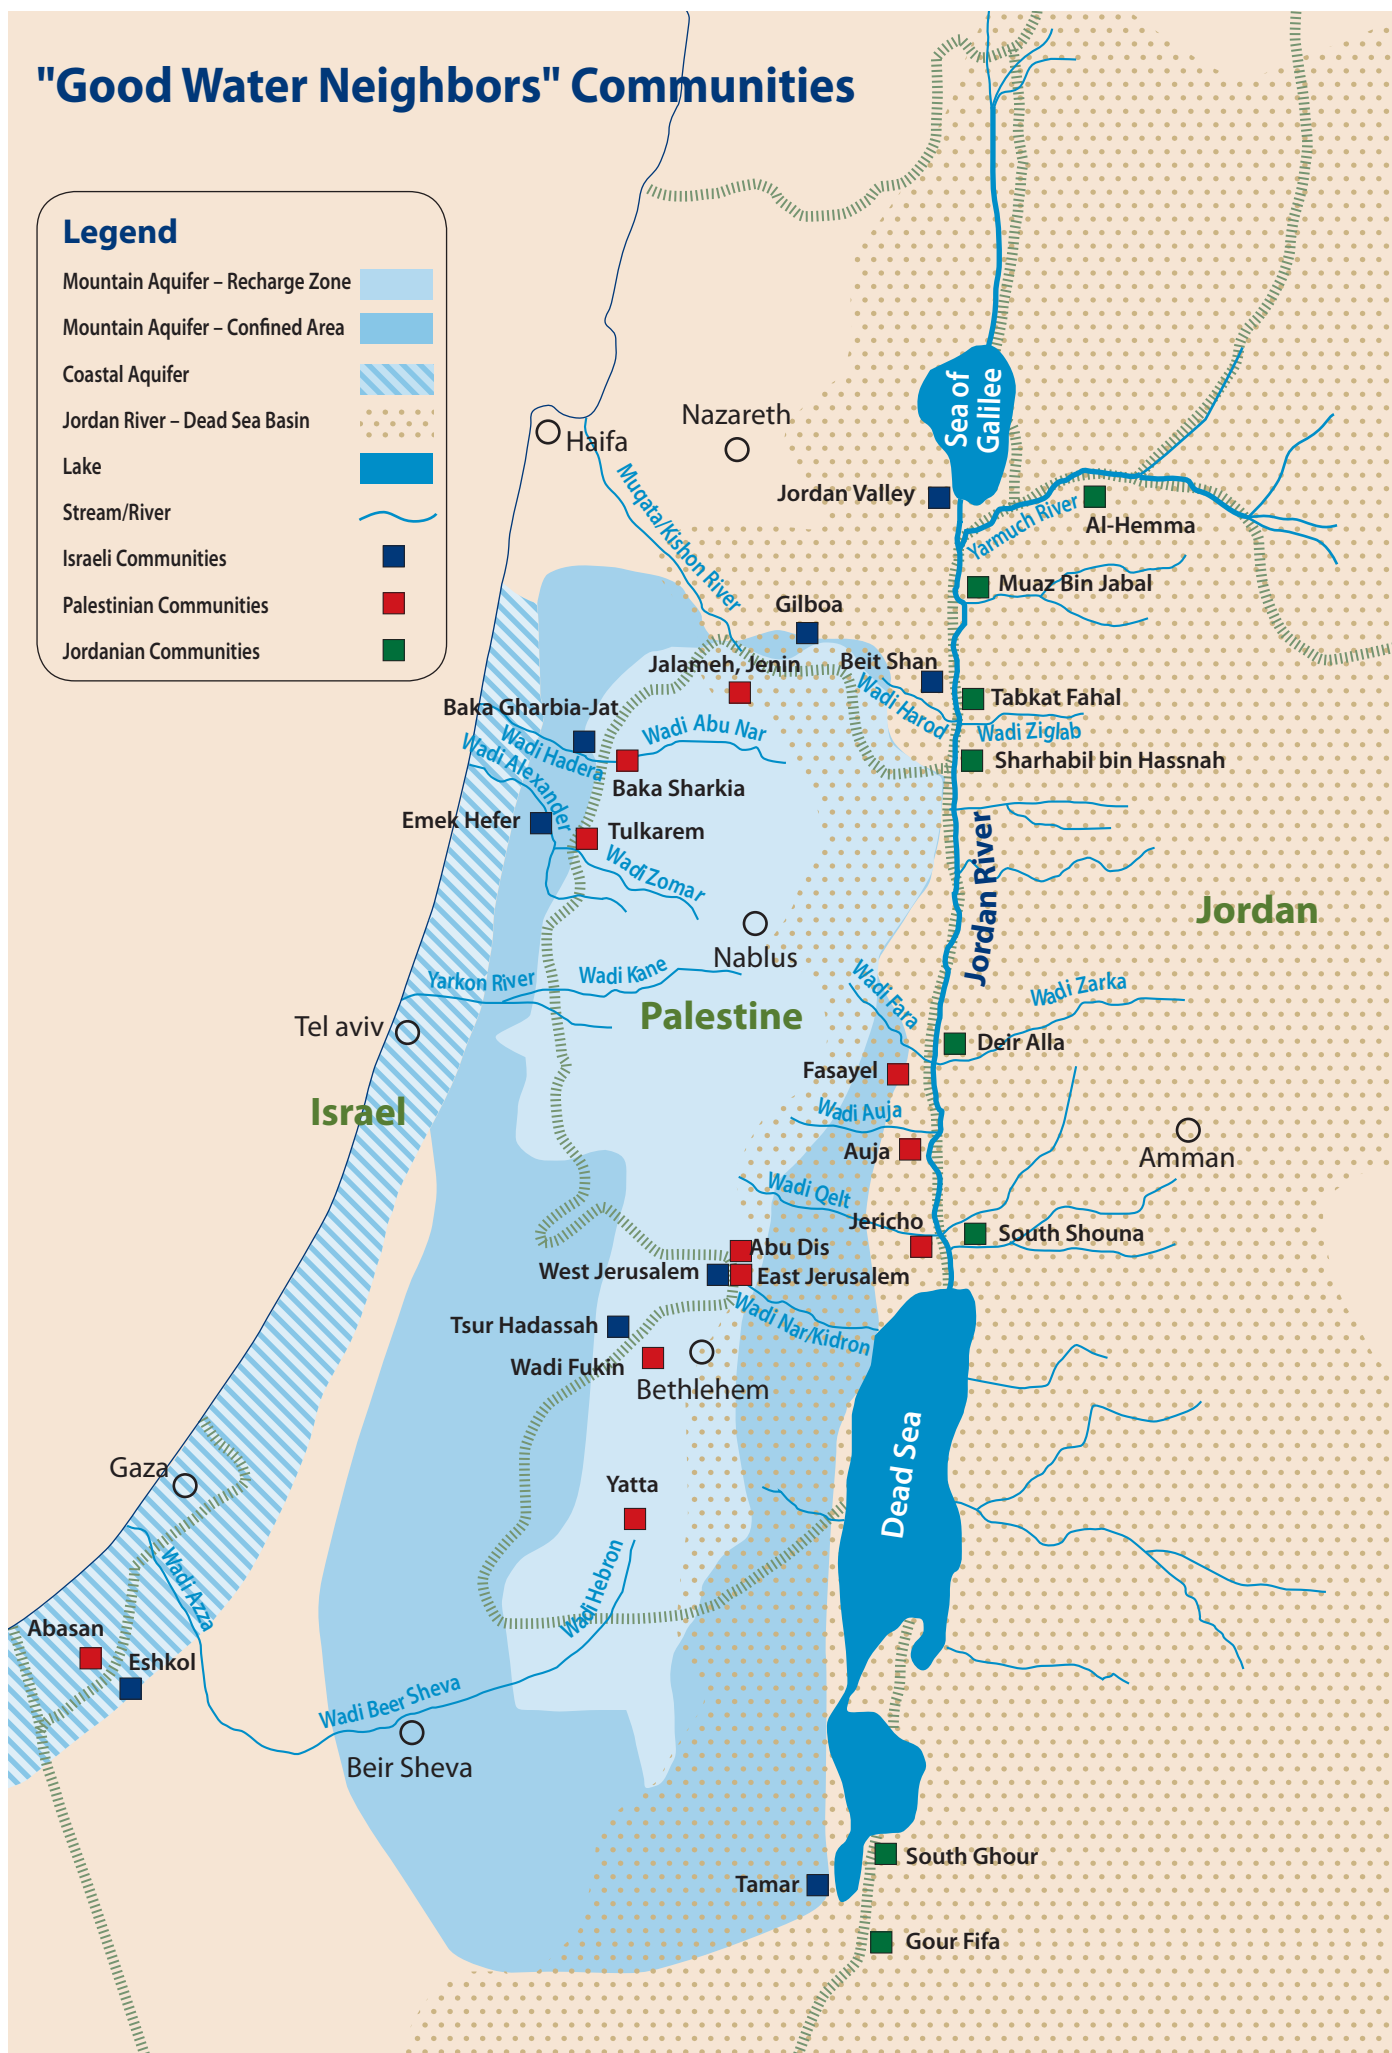 "Good Water Neighbors" Communities
Legend
Mountain Aquifer – Recharge Zone
Mountain Aquifer – Confined Area
Coastal Aquifer
Jordan River – Dead Sea Basin
Lake
Stream/River
Israeli Communities
Palestinian Communities
Jordanian Communities
Sea of
Galilee
Nazareth
Haifa
Muqata/Kishon River
Jordan Valley
Yarmuch River
Al-Hemma
Muaz Bin Jabal
Gilboa
Jalameh, Jenin
Beit Shan
Wadi Harod
Tabkat Fahal
Wadi Ziglab
Sharhabil bin Hassnah
Baka Gharbia-Jat
Wadi Hadera
Wadi Abu Nar
Baka Sharkia
Wadi Alexander
Emek Hefer
Tulkarem
Wadi Zomar
Jordan River
Jordan
Nablus
Yarkon River
Wadi Kane
Wadi Fara
Wadi Zarka
Tel aviv
Palestine
Deir Alla
Fasayel
Israel
Wadi Auja
Auja
Amman
Wadi Qelt
Jericho
South Shouna
Abu Dis
West Jerusalem
East Jerusalem
Wadi Nar/Kidron
Tsur Hadassah
Wadi Fukin
Bethlehem
Dead Sea
Gaza
Yatta
Wadi Hebron
Wadi Azza
Abasan
Eshkol
Wadi Beer Sheva
Beir Sheva
South Ghour
Tamar
Gour Fifa